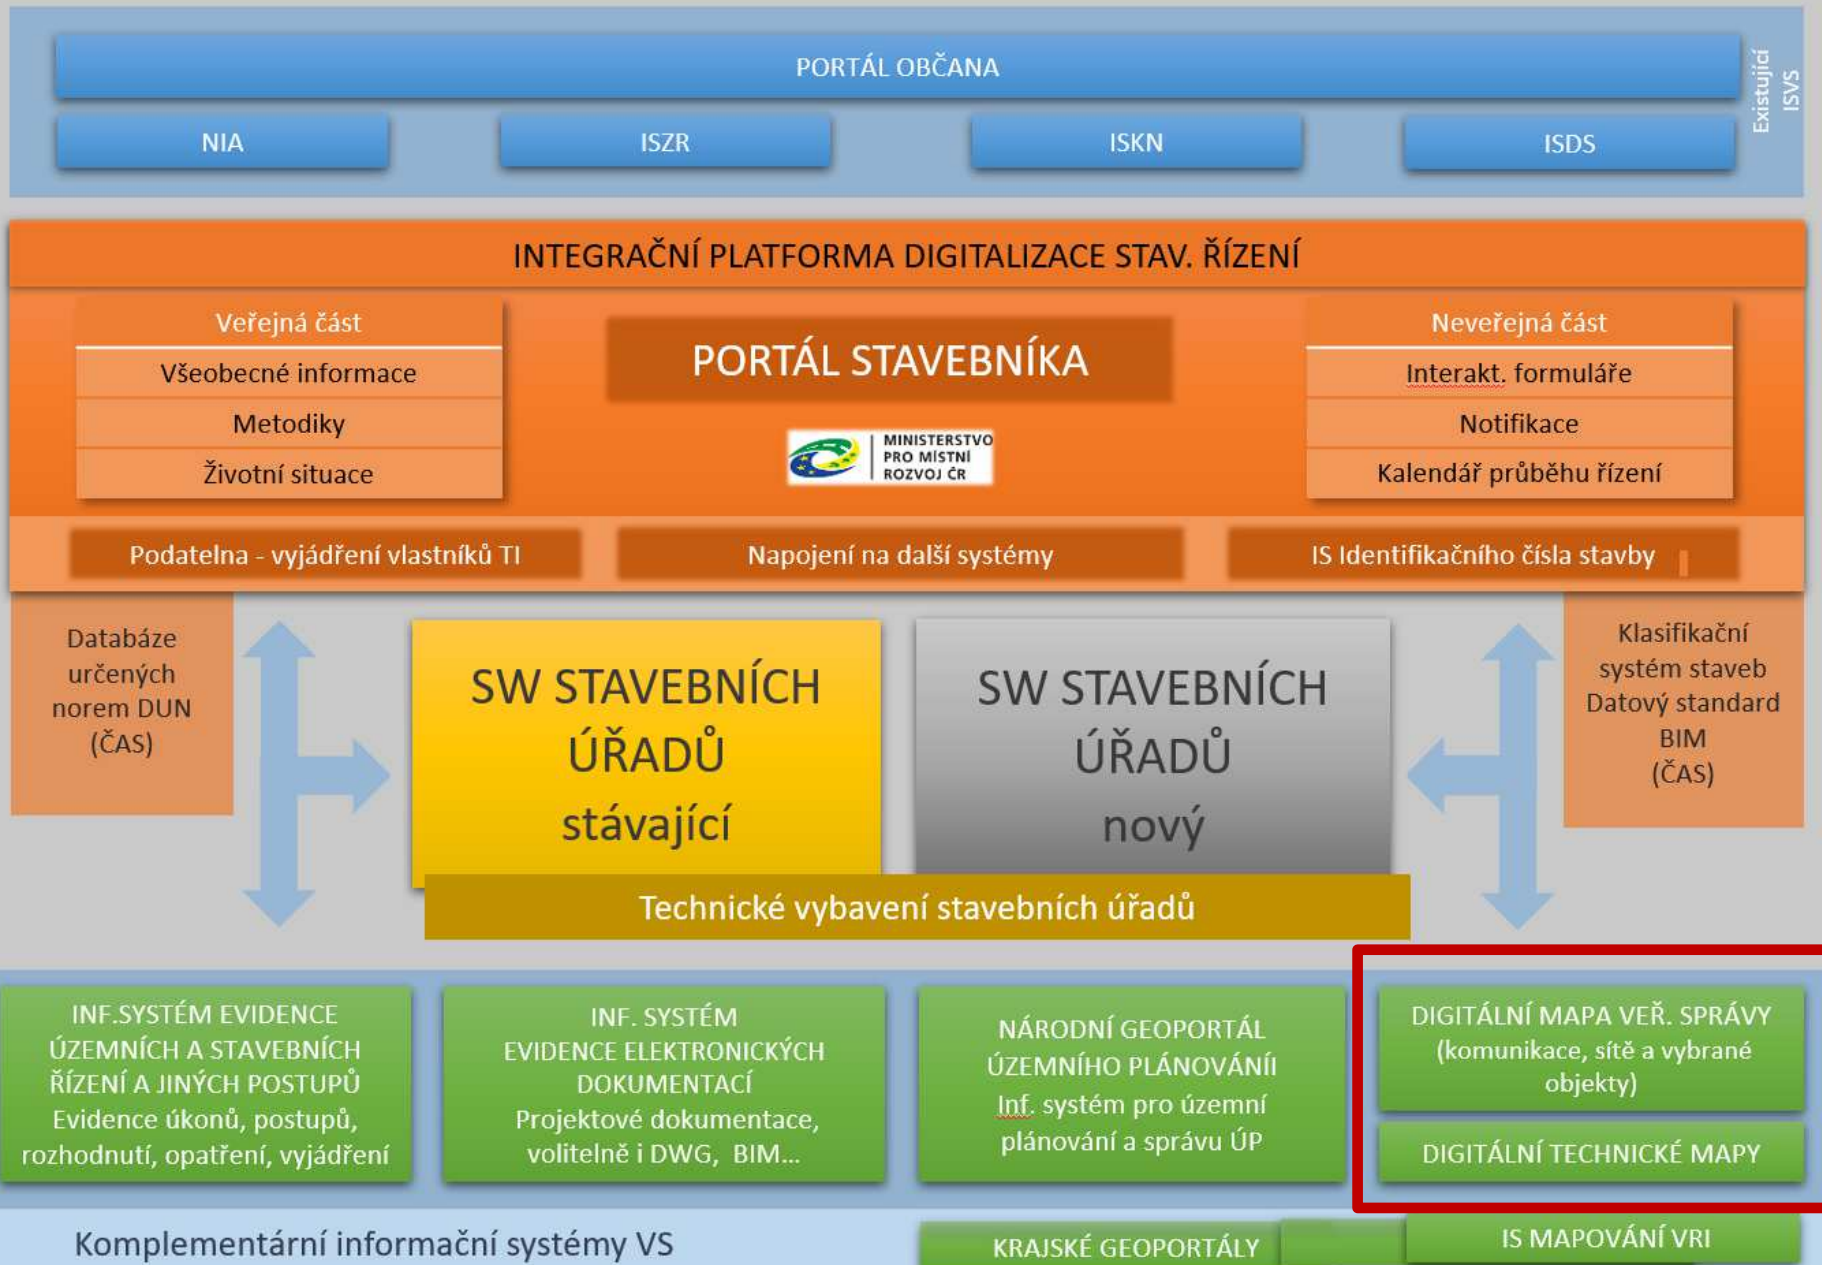 PORTÁL OBČANA
Existující
ISVS
NIA
ISZR
ISKN
ISDS
INTEGRAČNÍ PLATFORMA DIGITALIZACE STAV. ŘÍZENÍ
Veřejná část
Všeobecné informace
Metodiky
Životní situace
PORTÁL STAVEBNÍKA
MINISTERSTVO
PRO MÍSTNÍ
ROZVOJ ČR
Neveřejná část
Interakt. formuláře
Notifikace
Kalendář průběhu řízení
Podatelna - vyjádření vlastníků TI
Napojení na další systémy
IS Identifikačního čísla stavby
Databáze
určených
norem DUN
(ČAS)
SW STAVEBNÍCH
ÚŘADŮ
stávající
SW STAVEBNÍCH
ÚŘADŮ
nový
Klasifikační
systém staveb
Datový standard
BIM
(ČAS)
Technické vybavení stavebních úřadů
INF.SYSTÉM EVIDENCE
ÚZEMNÍCH A STAVEBNÍCH
ŘÍZENÍ A JINÝCH POSTUPŮ
Evidence úkonů, postupů,
rozhodnutí, opatření, vyjádření
INF. SYSTÉM
EVIDENCE ELEKTRONICKÝCH
DOKUMENTACÍ
Projektové dokumentace,
volitelně i DWG, BIM...
NÁRODNÍ GEOPORTÁL
ÚZEMNÍHO PLÁNOVÁNÍI
Inf. systém pro územní
plánování a správu ÚP
DIGITÁLNÍ MAPA VEŘ. SPRÁVY
(komunikace, sítě a vybrané
objekty)
DIGITÁLNÍ TECHNICKÉ MAPY
Komplementární informační systémy VS
KRAJSKÉ GEOPORTÁLY
IS MAPOVÁNÍ VRI